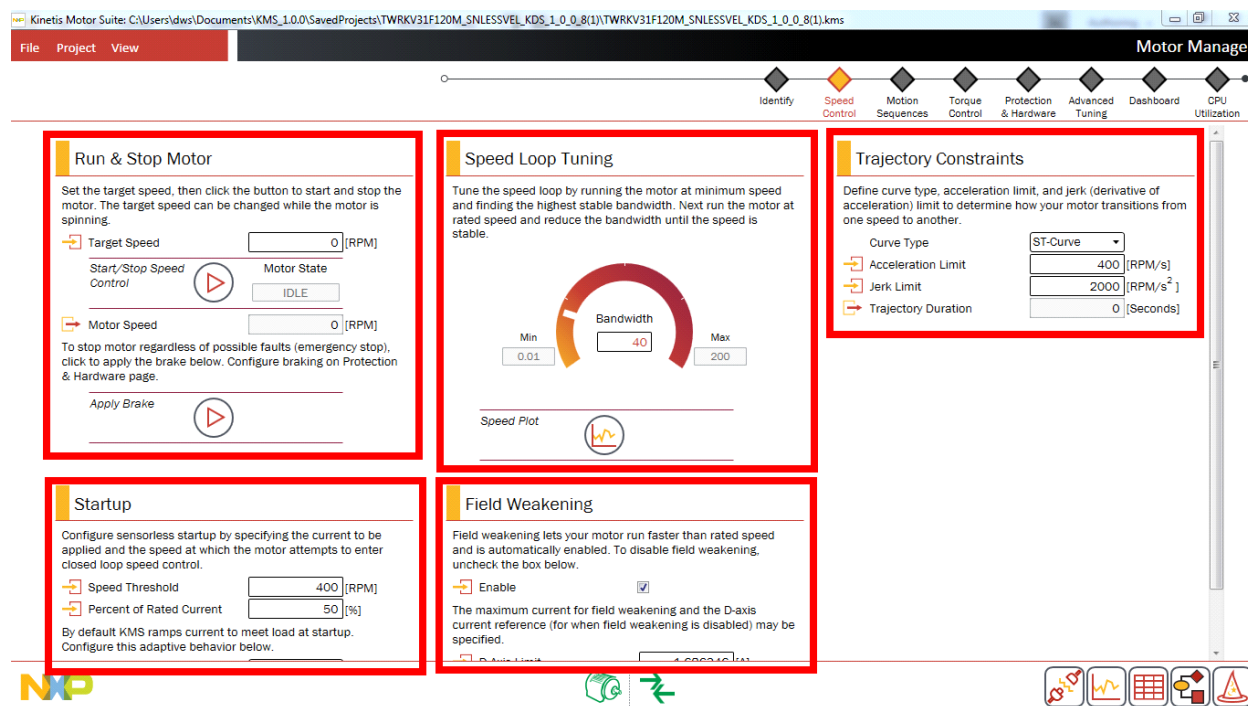 Kinetis Motor Suite: C:\Users\dws\Documents\KMS_1.0.0\SavedProjects\TWRKV31F120M_SNLESSVEL_KDS_1_0_0_8(1)\TWRKV31F120M_SNLESSVEL_KDS_1_0_0_8(1).kms
File Project View
Motor Manage
Identify
Speed
Control
Motion
Sequences
Torque
Control
Protection
& Hardware
Advanced
Tuning
Dashboard
CPU
Utilization
Run & Stop Motor
Set the target speed, then click the button to start and stop the
motor. The target speed can be changed while the motor is
spinning.
Target Speed 0 [RPM]
Start/Stop Speed
Control
Motor State
IDLE
Motor Speed 0 [RPM]
To stop motor regardless of possible faults (emergency stop),
click to apply the brake below. Configure braking on Protection
& Hardware page.
Apply Brake
Speed Loop Tuning
Tune the speed loop by running the motor at minimum speed
and finding the highest stable bandwidth. Next run the motor at
rated speed and reduce the bandwidth until the speed is
stable.
Bandwidth
40
Min
0.01
Max
200
Speed Plot
Trajectory Constraints
Define curve type, acceleration limit, and jerk (derivative of
acceleration) limit to determine how your motor transitions from
one speed to another.
Curve Type ST-Curve
Acceleration Limit 400 [RPM/s]
Jerk Limit 2000 [RPM/s²]
Trajectory Duration 0 [Seconds]
Startup
Configure sensorless startup by specifying the current to be
applied and the speed at which the motor attempts to enter
closed loop speed control.
Speed Threshold 400 [RPM]
Percent of Rated Current 50 [%]
By default KMS ramps current to meet load at startup.
Configure this adaptive behavior below.
Field Weakening
Field weakening lets your motor run faster than rated speed
and is automatically enabled. To disable field weakening,
uncheck the box below.
Enable
The maximum current for field weakening and the D-axis
current reference (for when field weakening is disabled) may be
specified.
D-Axis Limit 1.686346 [A]
NXP